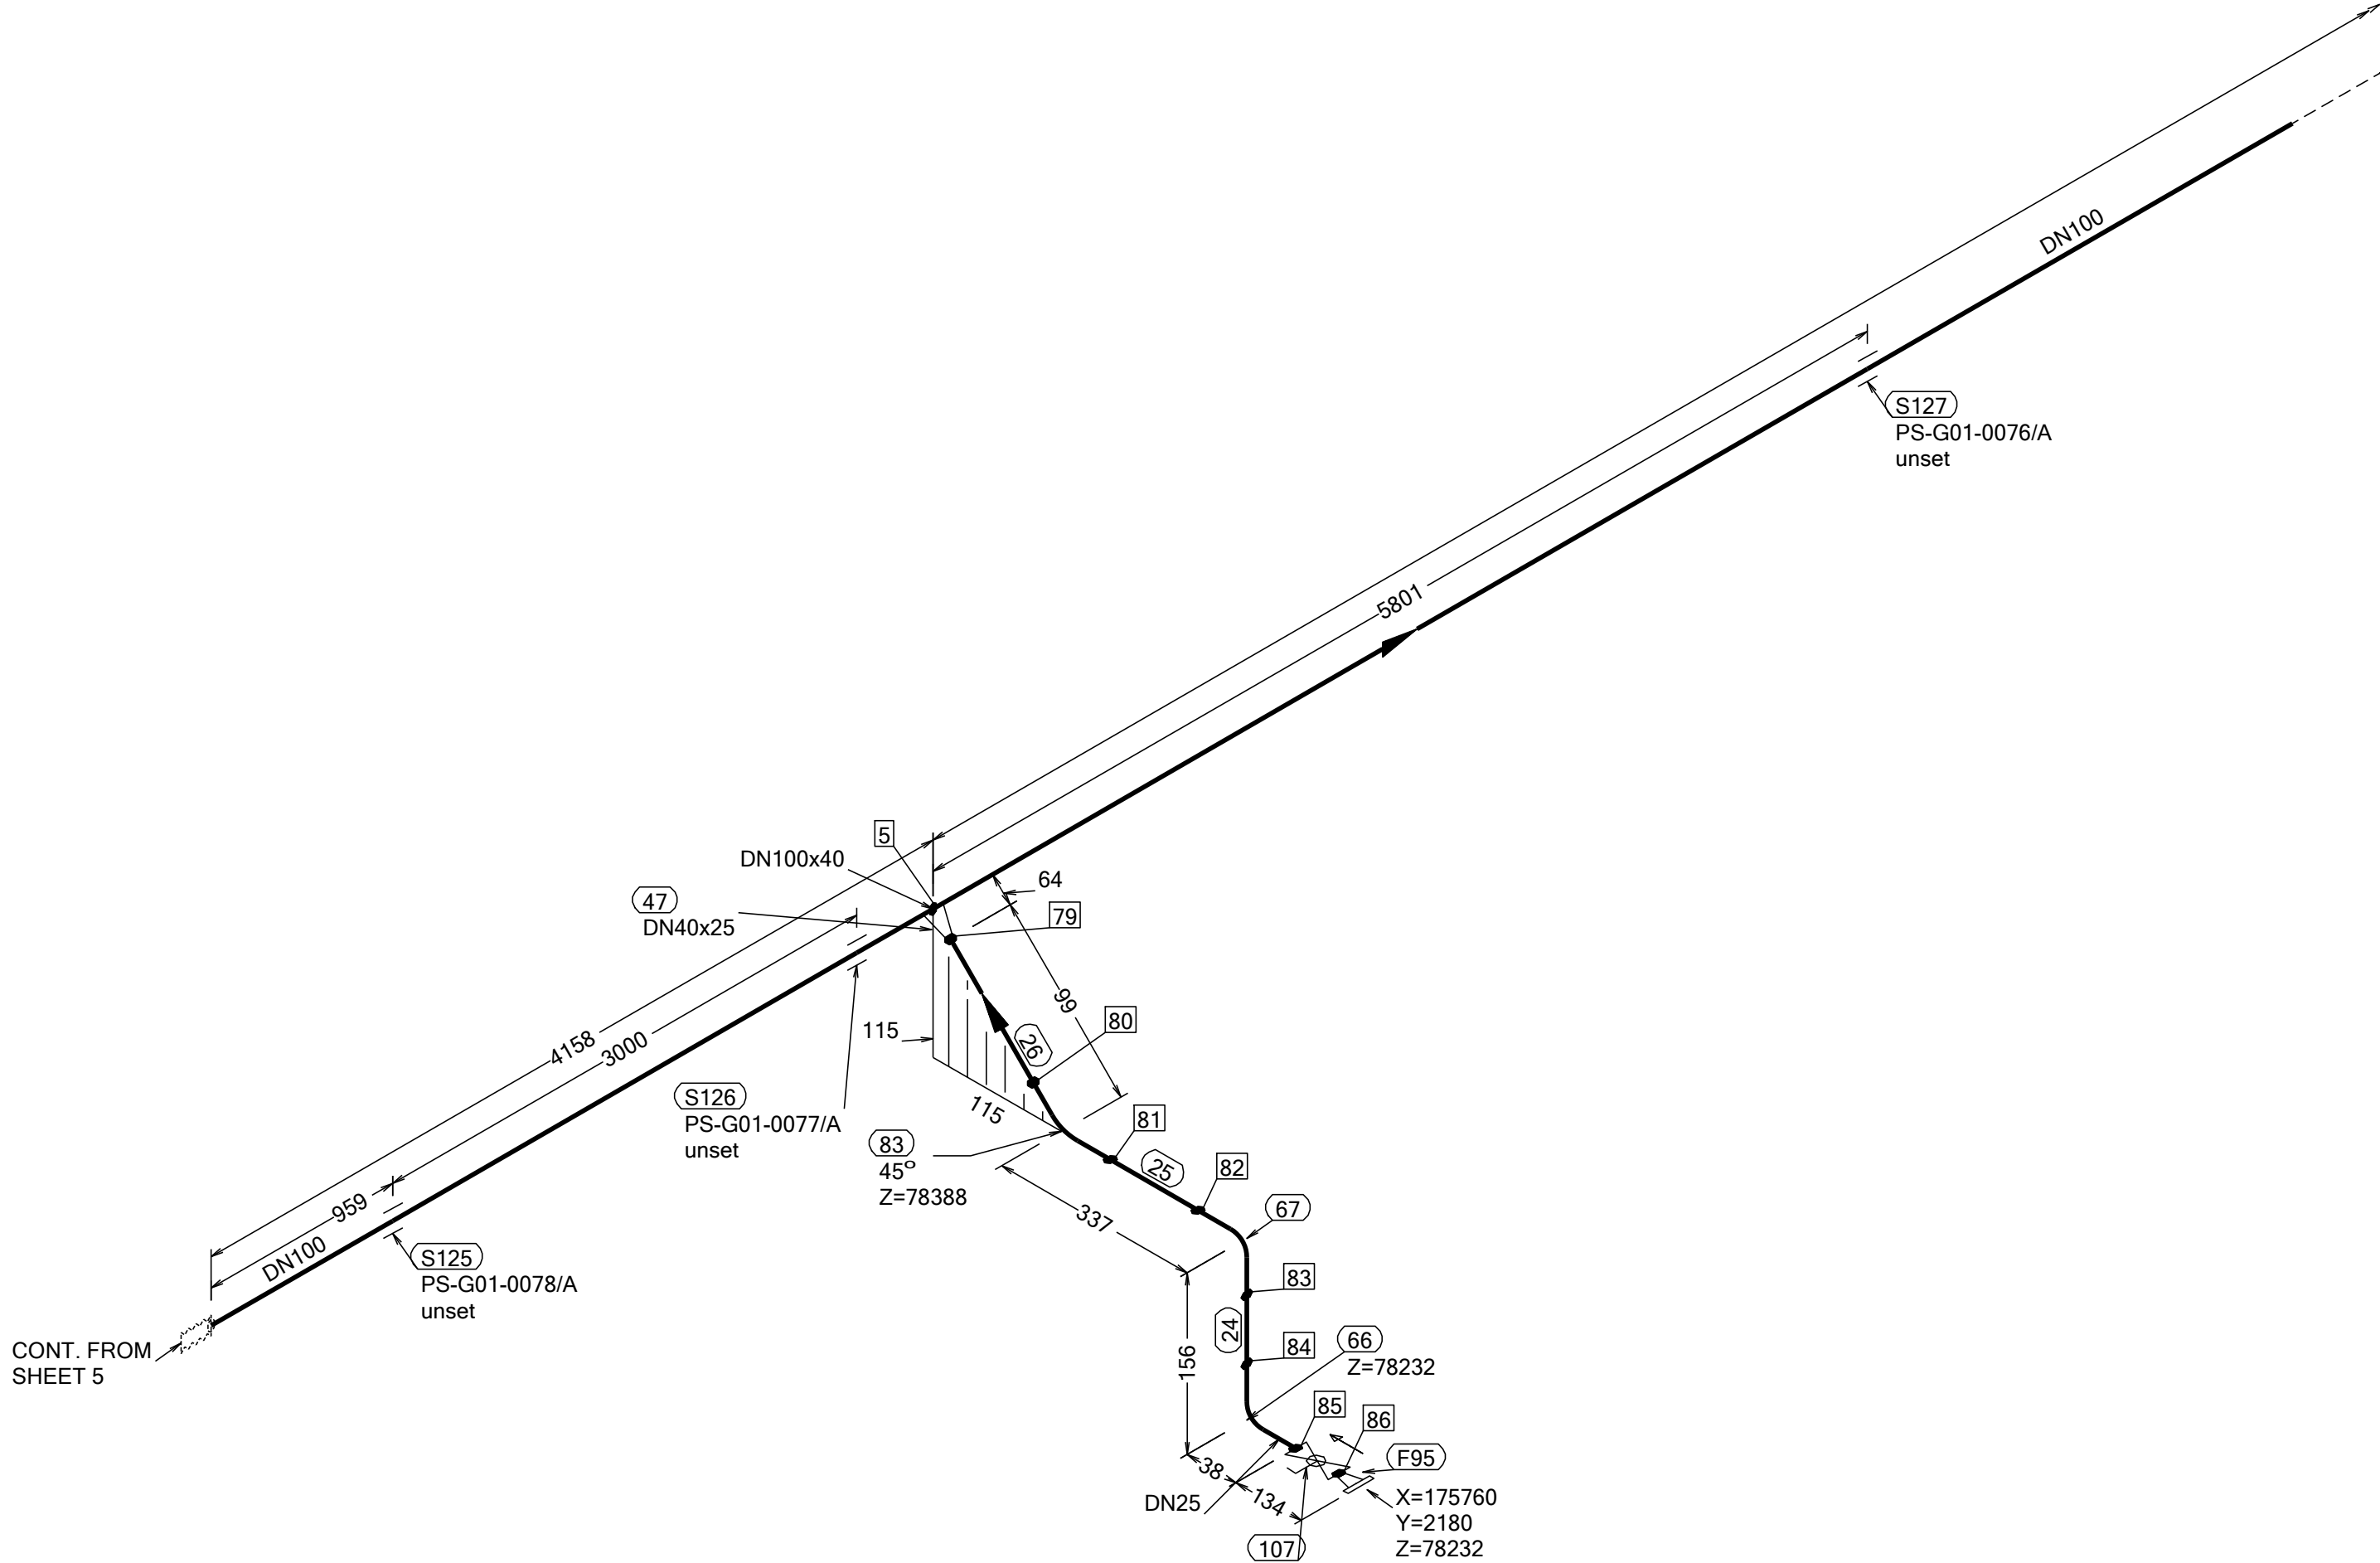 DN100
S127
PS-G01-0076/A
unset
5801
5
DN100x40
64
47
DN40x25
79
99
80
115
26
4158
3000
S126
PS-G01-0077/A
unset
115
81
83
45°
Z=78388
25
82
337
67
959
DN100
S125
PS-G01-0078/A
unset
83
24
66
Z=78232
84
156
CONT. FROM
SHEET 5
85
86
F95
38
134
DN25
X=175760
Y=2180
Z=78232
107